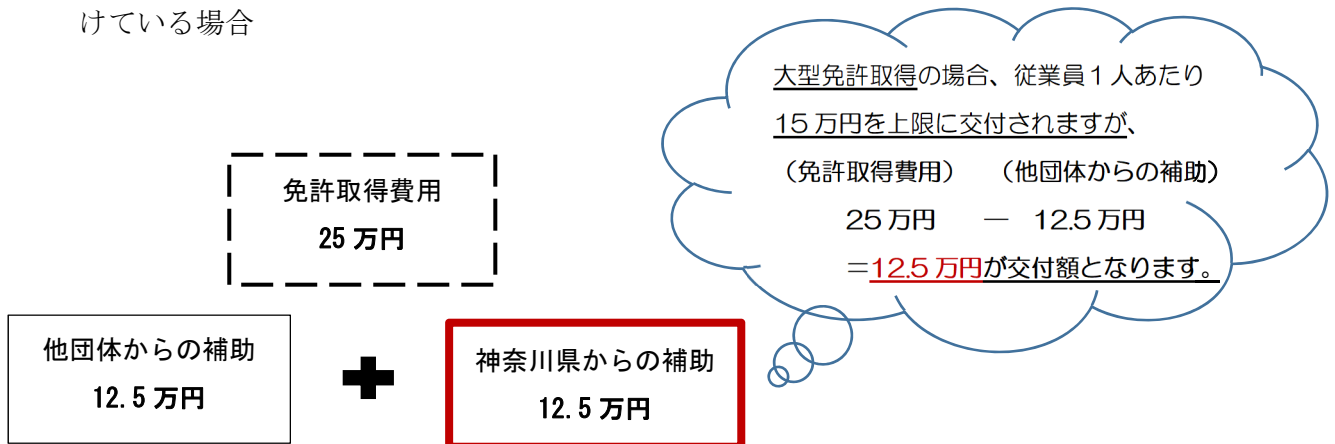 けている場合
大型免許取得の場合、従業員1人あたり
15万円を上限に交付されますが、
（免許取得費用）　（他団体からの補助）
25万円　―　12.5万円
＝12.5万円が交付額となります。
免許取得費用
25万円
他団体からの補助
12.5万円
神奈川県からの補助
12.5万円